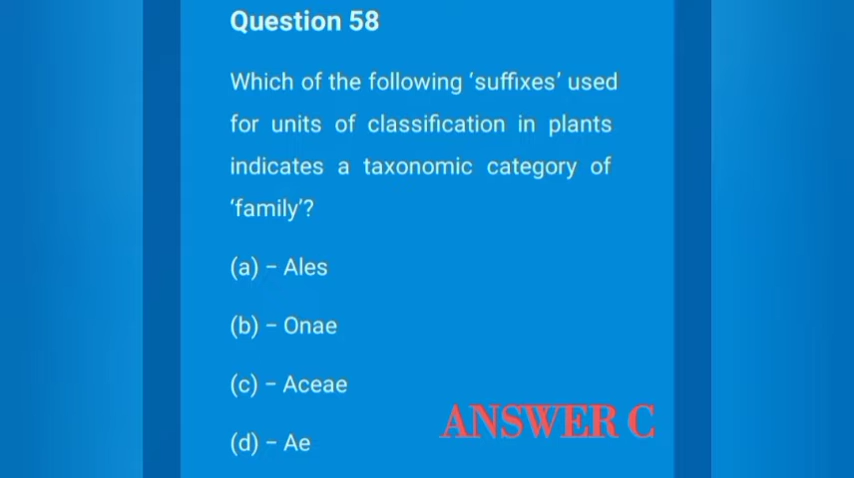 Question 58
Which of the following ‘suffixes’ used
for units of classification in plants
indicates a taxonomic category of
‘family’?
(a) – Ales
(b) – Onae
(c) – Aceae
ANSWER C
(d) – Ae